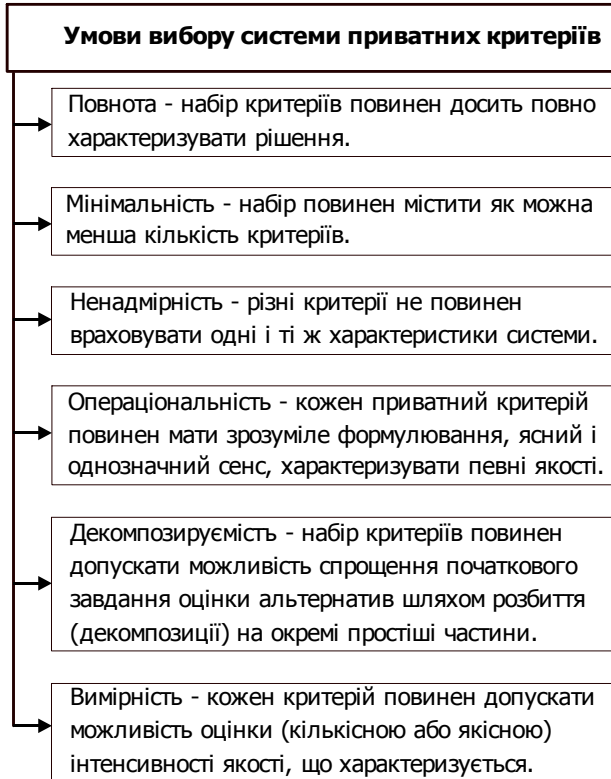 Умови вибору системи приватних критеріїв
Повнота - набір критеріїв повинен досить повно
характеризувати рішення.
Мінімальність - набір повинен містити як можна
менша кількість критеріїв.
Ненадмірність - різні критерії не повинен
враховувати одні і ті ж характеристики системи.
Операціональність - кожен приватний критерій
повинен мати зрозуміле формулювання, ясний і
однозначний сенс, характеризувати певні якості.
Декомпозируємість - набір критеріїв повинен
допускати можливість спрощення початкового
завдання оцінки альтернатив шляхом розбиття
(декомпозиції) на окремі простіші частини.
Вимірність - кожен критерій повинен допускати
можливість оцінки (кількісною або якісною)
інтенсивності якості, що характеризується.